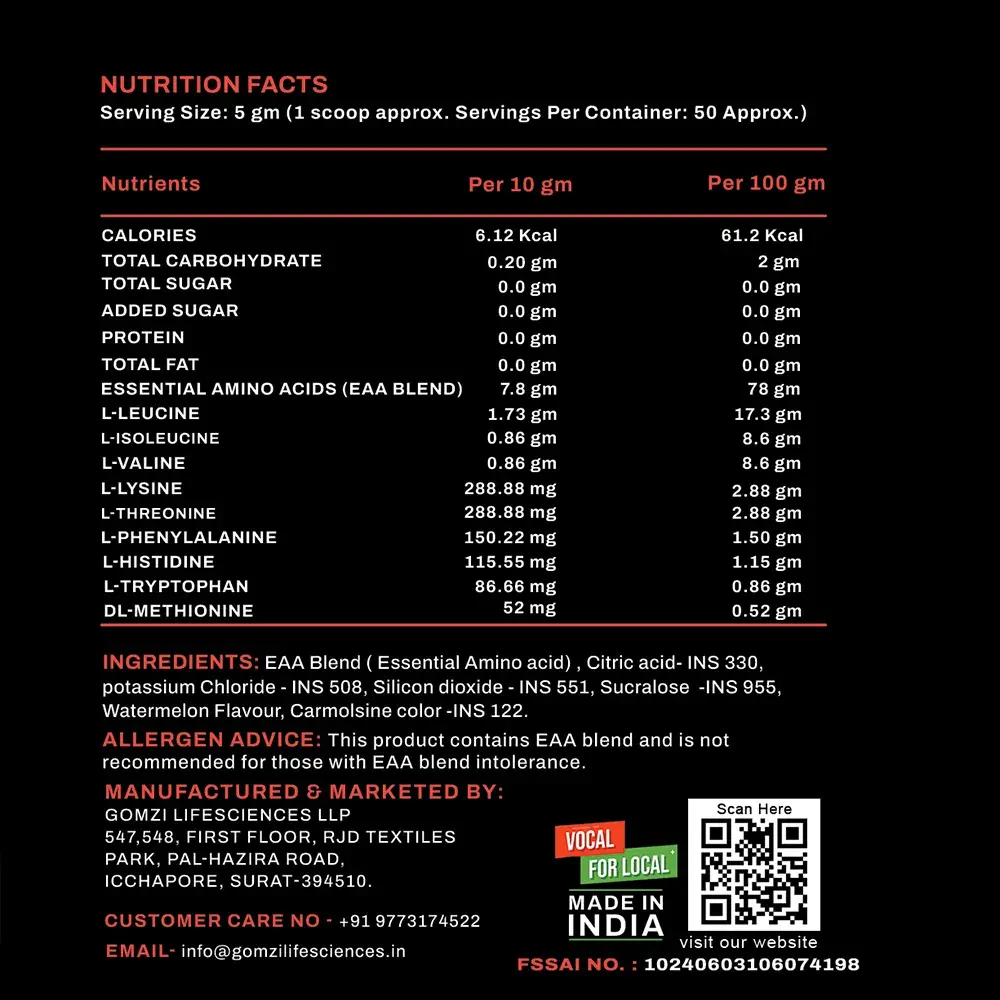 NUTRITION FACTS
Serving Size: 5 gm (1 scoop approx. Servings Per Container: 50 Approx.)
Nutrients Per 10 gm Per 100 gm
CALORIES 6.12 Kcal 61.2 Kcal
TOTAL CARBOHYDRATE 0.20 gm 2 gm
TOTAL SUGAR 0.0 gm 0.0 gm
ADDED SUGAR 0.0 gm 0.0 gm
PROTEIN 0.0 gm 0.0 gm
TOTAL FAT 0.0 gm 0.0 gm
ESSENTIAL AMINO ACIDS (EAA BLEND) 7.8 gm 78 gm
L-LEUCINE 1.73 gm 17.3 gm
L-ISOLEUCINE 0.86 gm 8.6 gm
L-VALINE 0.86 gm 8.6 gm
L-LYSINE 288.88 mg 2.88 gm
L-THREONINE 288.88 mg 2.88 gm
L-PHENYLALANINE 150.22 mg 1.50 gm
L-HISTIDINE 115.55 mg 1.15 gm
L-TRYPTOPHAN 86.66 mg 0.86 gm
DL-METHIONINE 52 mg 0.52 gm
INGREDIENTS: EAA Blend ( Essential Amino acid) , Citric acid- INS 330,
potassium Chloride - INS 508, Silicon dioxide - INS 551, Sucralose -INS 955,
Watermelon Flavour, Carmolsine color -INS 122.
ALLERGEN ADVICE: This product contains EAA blend and is not
recommended for those with EAA blend intolerance.
MANUFACTURED & MARKETED BY:
GOMZI LIFESCIENCES LLP
547,548, FIRST FLOOR, RJD TEXTILES
PARK, PAL-HAZIRA ROAD,
ICCHAPORE, SURAT-394510.
CUSTOMER CARE NO - +91 9773174522
EMAIL- info@gomzilifesciences.in
VOCAL
FOR LOCAL
MADE IN
INDIA
Scan Here
visit our website
FSSAI NO. : 10240603106074198